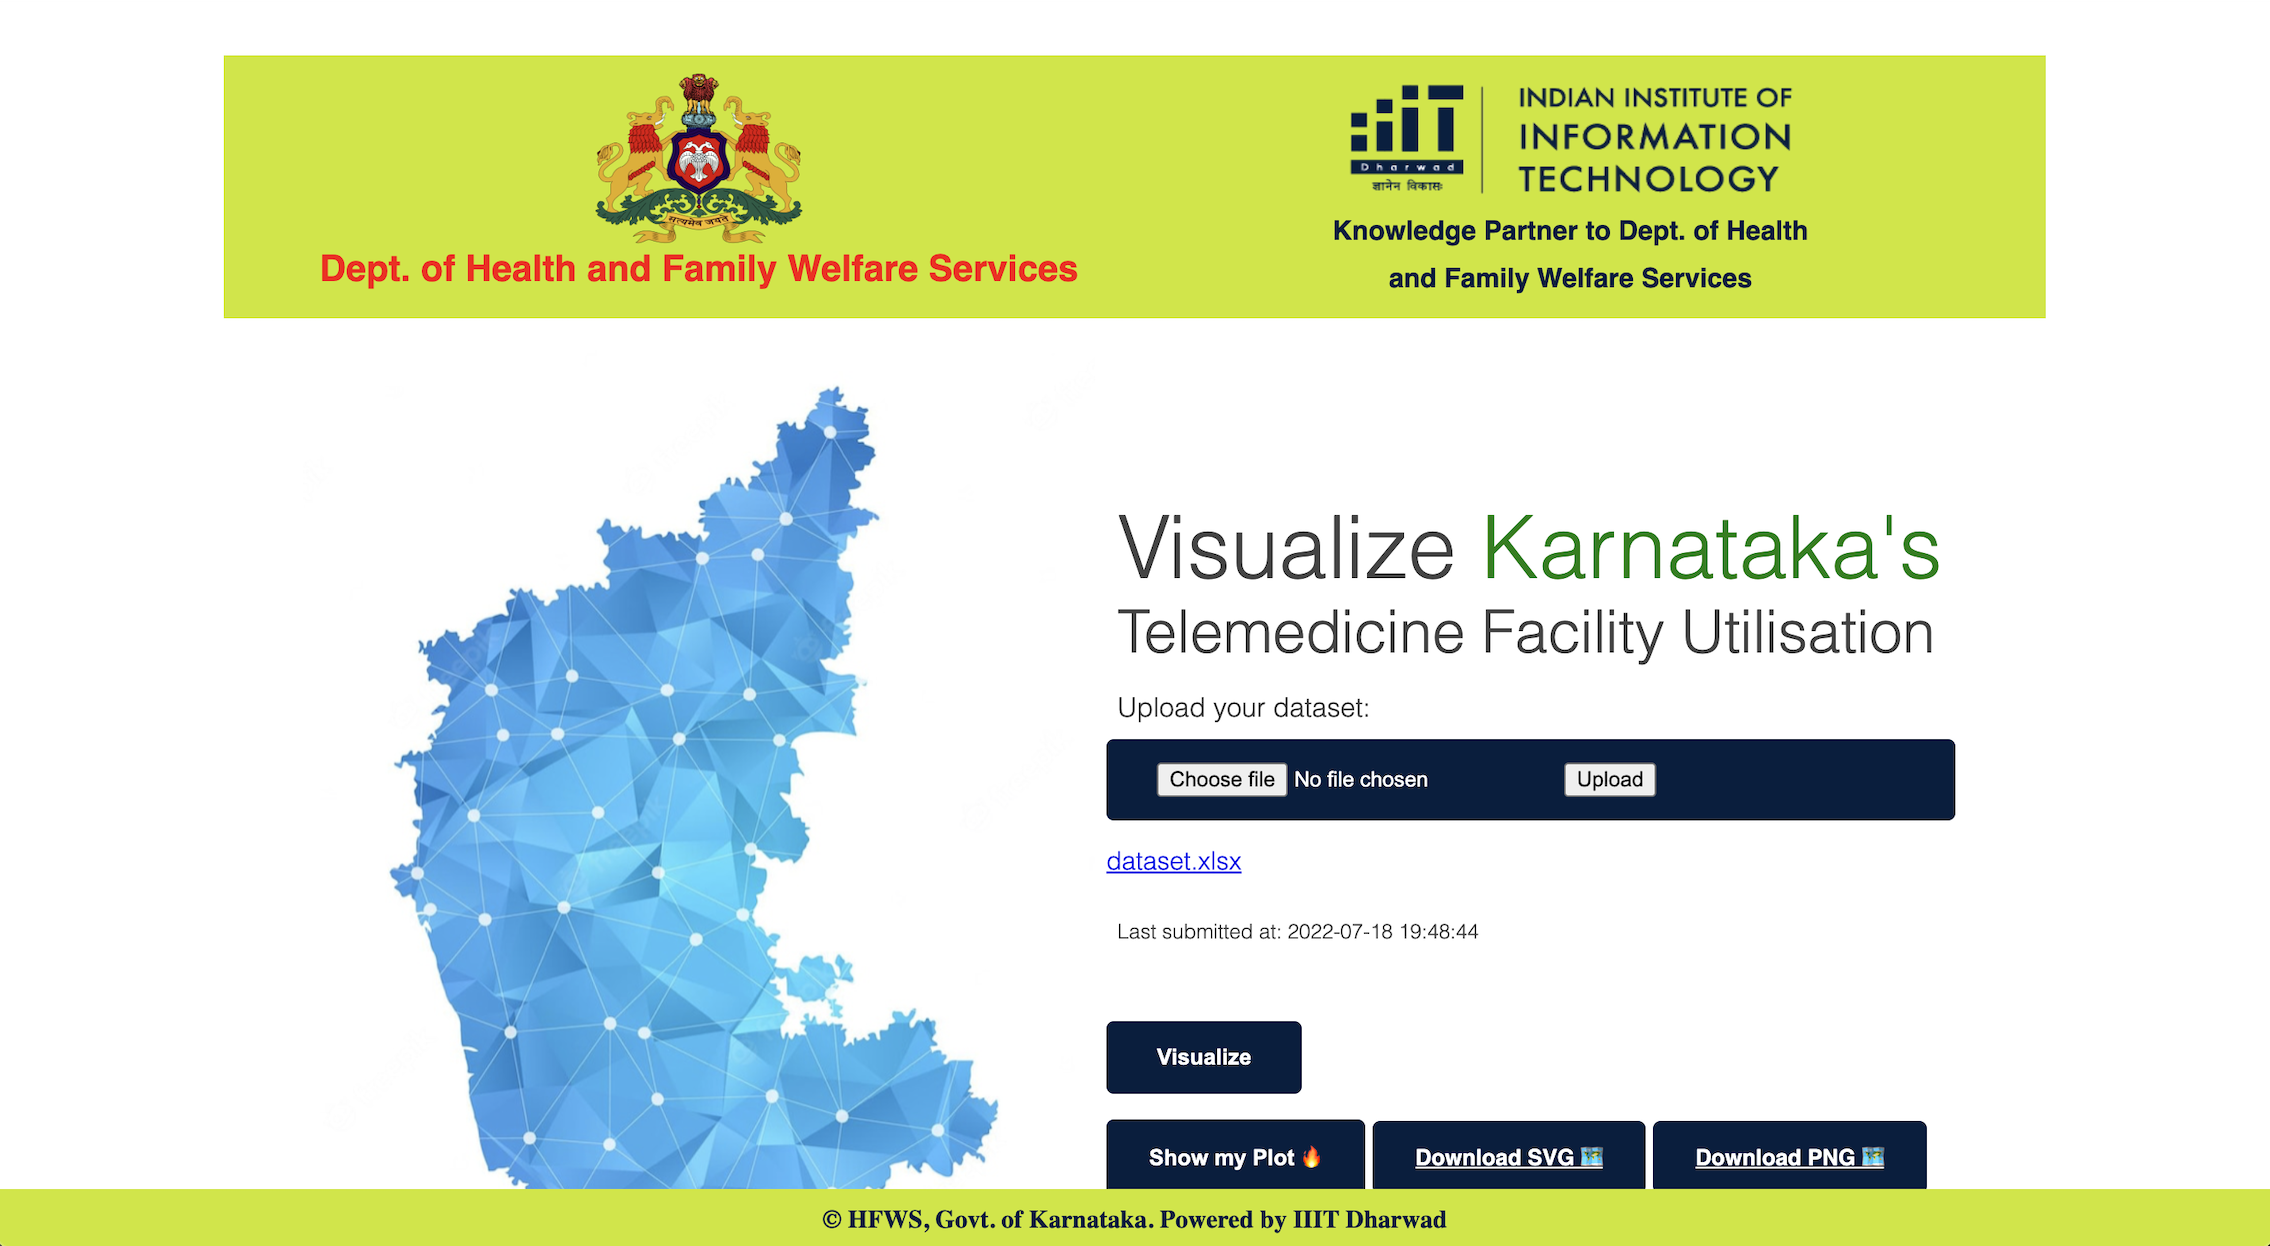 सत्यमेव जयते
Dept. of Health and Family Welfare Services
IIIT
Dharwad
ज्ञानेन विकासः
INDIAN INSTITUTE OF
INFORMATION
TECHNOLOGY
Knowledge Partner to Dept. of Health
and Family Welfare Services
Visualize Karnataka's
Telemedicine Facility Utilisation
Upload your dataset:
Choose file No file chosen Upload
dataset.xlsx
Last submitted at: 2022-07-18 19:48:44
Visualize
Show my Plot 🔥 Download SVG 🗺️ Download PNG 🗺️
© HFWS, Govt. of Karnataka. Powered by IIIT Dharwad